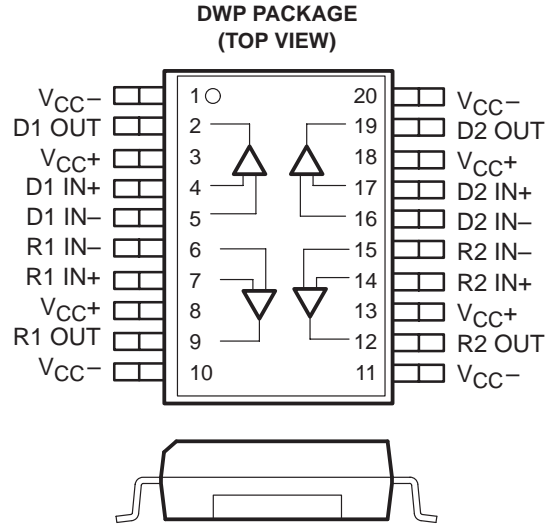 DWP PACKAGE
(TOP VIEW)
VCC− 1 20 VCC−
D1 OUT 2 19 D2 OUT
VCC+ 3 18 VCC+
D1 IN+ 4 17 D2 IN+
D1 IN− 5 16 D2 IN−
R1 IN− 6 15 R2 IN−
R1 IN+ 7 14 R2 IN+
VCC+ 8 13 VCC+
R1 OUT 9 12 R2 OUT
VCC− 10 11 VCC−